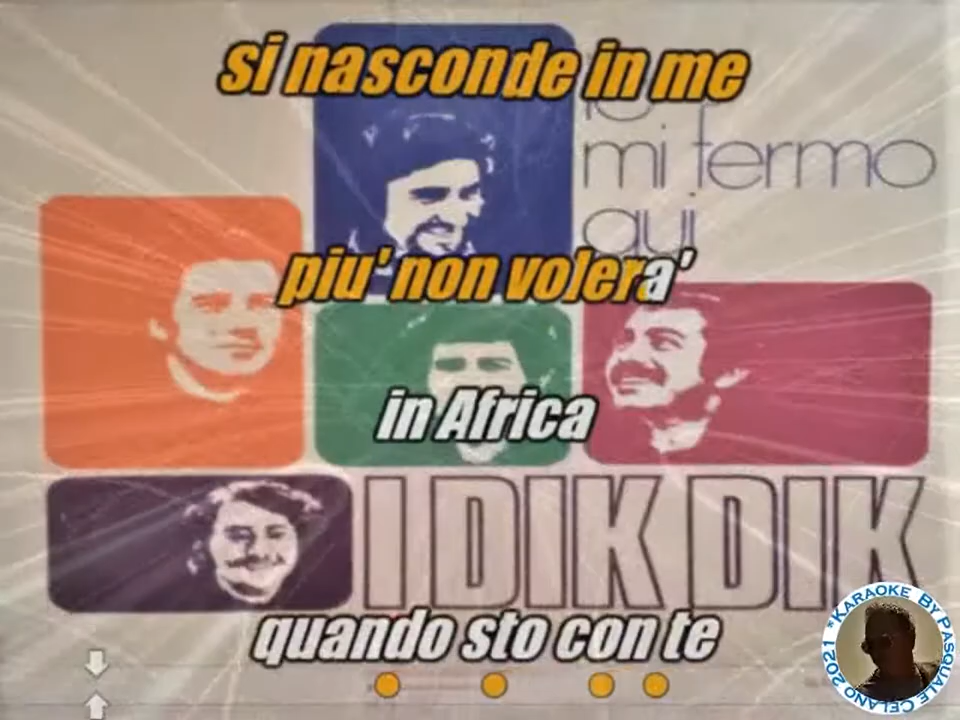 si nasconde in me
io
mi fermo
qui
piu' non volera'
in Africa
I DIK DIK
quando sto con te
*KARAOKE BY PASQUALE CELANO 2021